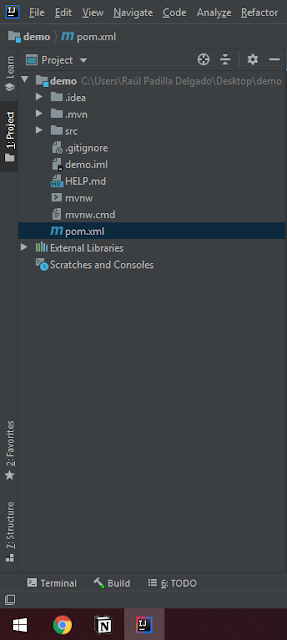 IJ File Edit View Navigate Code Analyze Refactor
demo pom.xml
Project
demo C:\Users\Raúl Padilla Delgado\Desktop\demo
.idea
.mvn
src
.gitignore
demo.iml
HELP.md
mvnw
mvnw.cmd
pom.xml
External Libraries
Scratches and Consoles
Learn
1: Project
2: Favorites
7: Structure
Terminal Build 6: TODO